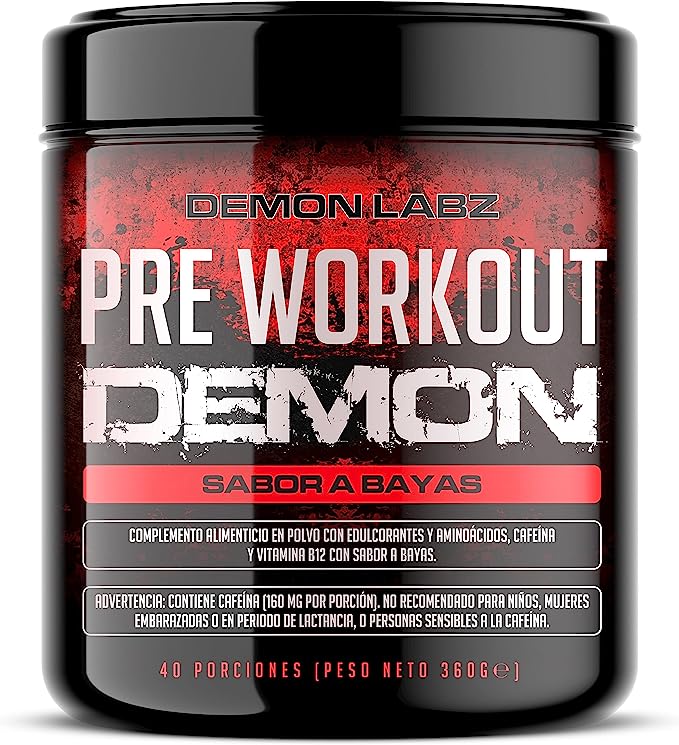 DEMON LABZ
PRE WORKOUT
DEMON
SABOR A BAYAS
COMPLEMENTO ALIMENTICIO EN POLVO CON EDULCORANTES Y AMINOÁCIDOS, CAFEÍNA
Y VITAMINA B12 CON SABOR A BAYAS.
ADVERTENCIA: CONTIENE CAFEÍNA (160 MG POR PORCIÓN). NO RECOMENDADO PARA NIÑOS, MUJERES
EMBARAZADAS O EN PERIODO DE LACTANCIA, O PERSONAS SENSIBLES A LA CAFEÍNA.
40 PORCIONES (PESO NETO 360G℮)